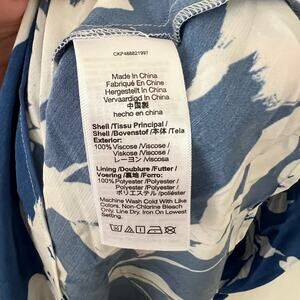 CKP488821997
Made In China
Fabriqué En Chine
Hergestellt In China
Vervaardigd In China
中国製
hecho en china
Shell /Tissu Principal /
Shell /Bovenstof /本体 /Tela
Exterior:
100% Viscose /Viscose /
Viskose /Viscose /
レーヨン /viscosa
Lining /Doublure /Futter /
Voering /裏地 /Forro:
100% Polyester /Polyester /
Polyester /Polyester /
ポリエステル /poliéster
Machine Wash Cold With Like
Colors, Non-Chlorine Bleach
Only, Line Dry, Iron On Lowest
Setting.